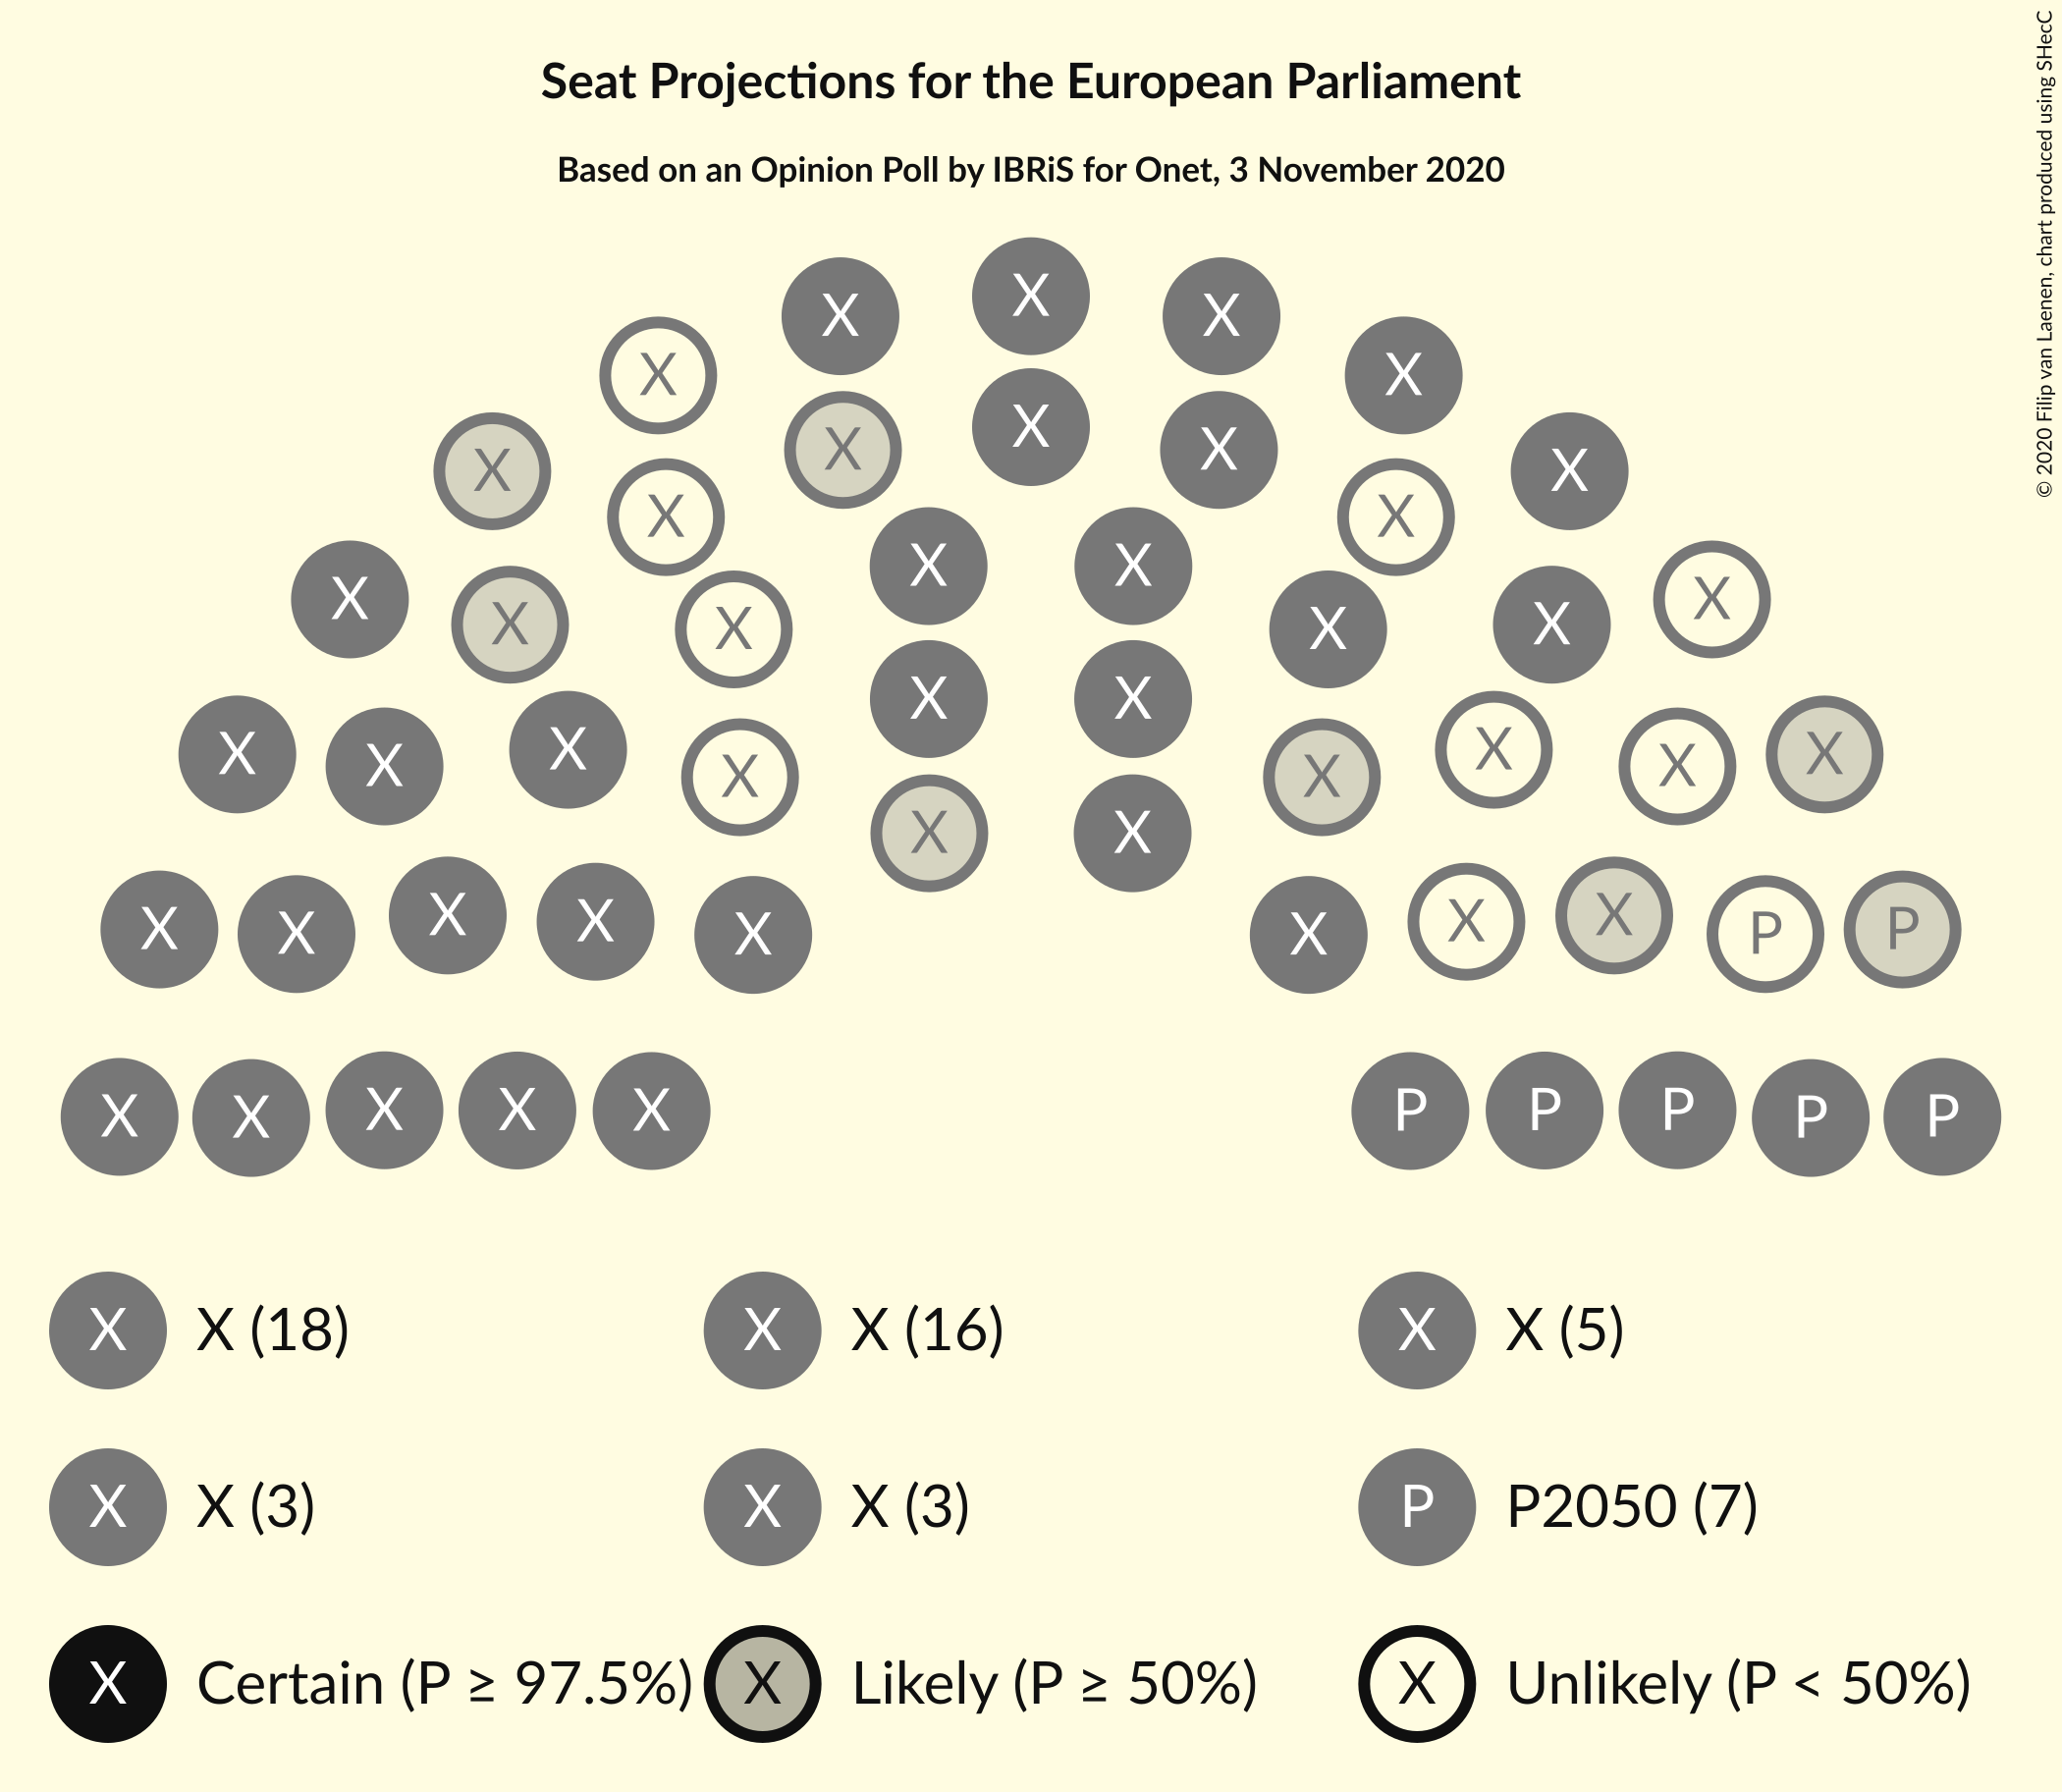 Seat Projections for the European Parliament
Based on an Opinion Poll by IBRiS for Onet, 3 November 2020
© 2020 Filip van Laenen, chart produced using SHecC
X X X
X X
X X X X X
X X
X X X X X X X X
X X
X X X X X X X X
X X
X X X X X X X X P P
X X X X X P P P P P
X X (18) X X (16) X X (5)
X X (3) X X (3) P P2050 (7)
X Certain (P ≥ 97.5%) X Likely (P ≥ 50%) X Unlikely (P < 50%)